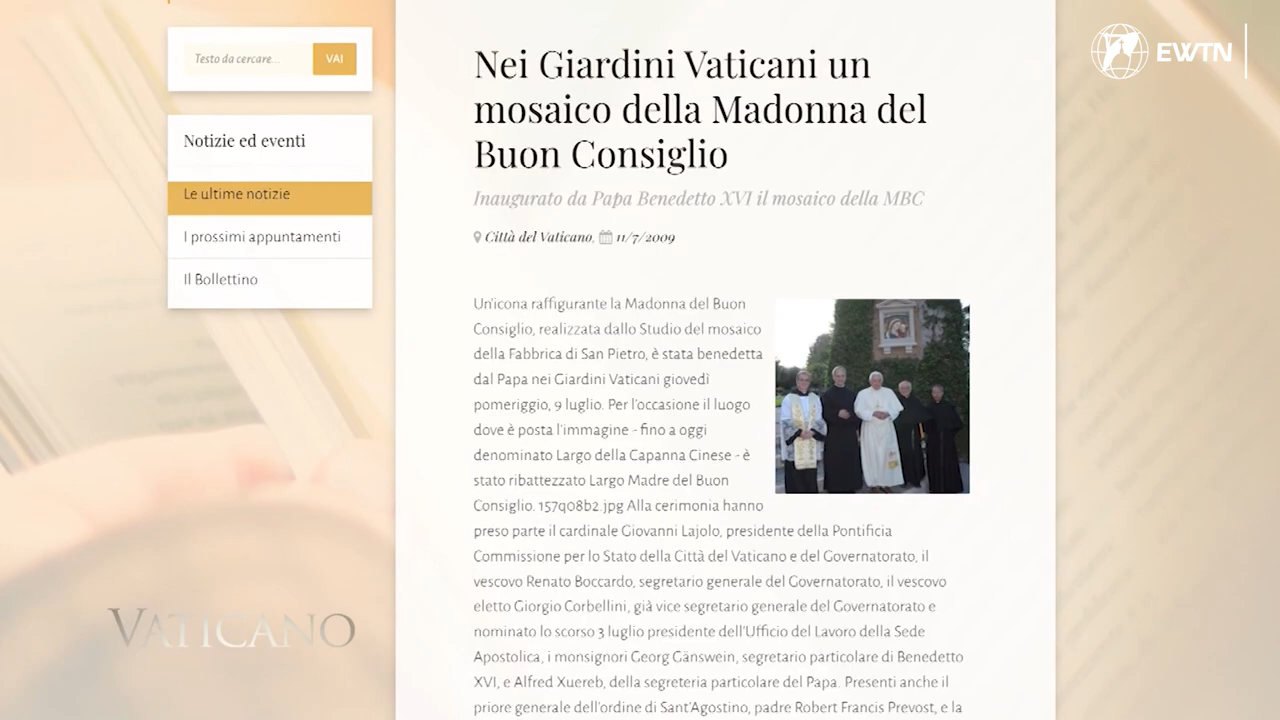 EWTN
Testo da cercare...
VAI
Notizie ed eventi
Le ultime notizie
I prossimi appuntamenti
Il Bollettino
Nei Giardini Vaticani un
mosaico della Madonna del
Buon Consiglio
Inaugurato da Papa Benedetto XVI il mosaico della MBC
Città del Vaticano, 11/7/2009
Un'icona raffigurante la Madonna del Buon
Consiglio, realizzata dallo Studio del mosaico
della Fabbrica di San Pietro, è stata benedetta
dal Papa nei Giardini Vaticani giovedì
pomeriggio, 9 luglio. Per l'occasione il luogo
dove è posta l'immagine - fino a oggi
denominato Largo della Capanna Cinese - è
stato ribattezzato Largo Madre del Buon
Consiglio. 157q08b2.jpg Alla cerimonia hanno
preso parte il cardinale Giovanni Lajolo, presidente della Pontificia
Commissione per lo Stato della Città del Vaticano e del Governatorato, il
vescovo Renato Boccardo, segretario generale del Governatorato, il vescovo
eletto Giorgio Corbellini, già vice segretario generale del Governatorato e
nominato lo scorso 3 luglio presidente dell'Ufficio del Lavoro della Sede
Apostolica, i monsignori Georg Gänswein, segretario particolare di Benedetto
XVI, e Alfred Xuereb, della segreteria particolare del Papa. Presenti anche il
priore generale dell'ordine di Sant'Agostino, padre Robert Francis Prevost, e la
VATICANO